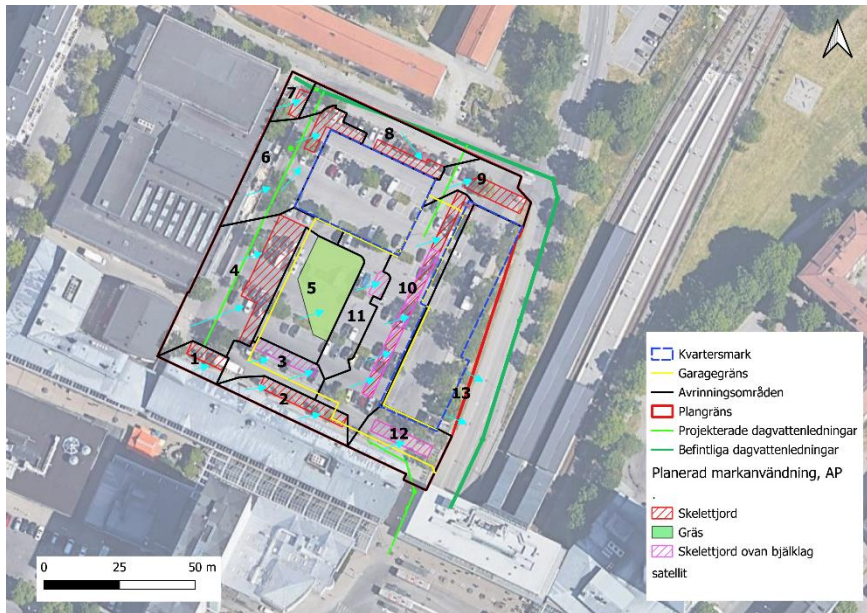 7
8
6
9
4
5
10
11
1
3
2
13
12
Kvartersmark
Garagegräns
Avrinningsområden
Plangräns
Projekterade dagvattenledningar
Befintliga dagvattenledningar
Planerad markanvändning, AP
.
Skelettjord
Gräs
Skelettjord ovan bjälklag
satellit
0 25 50 m